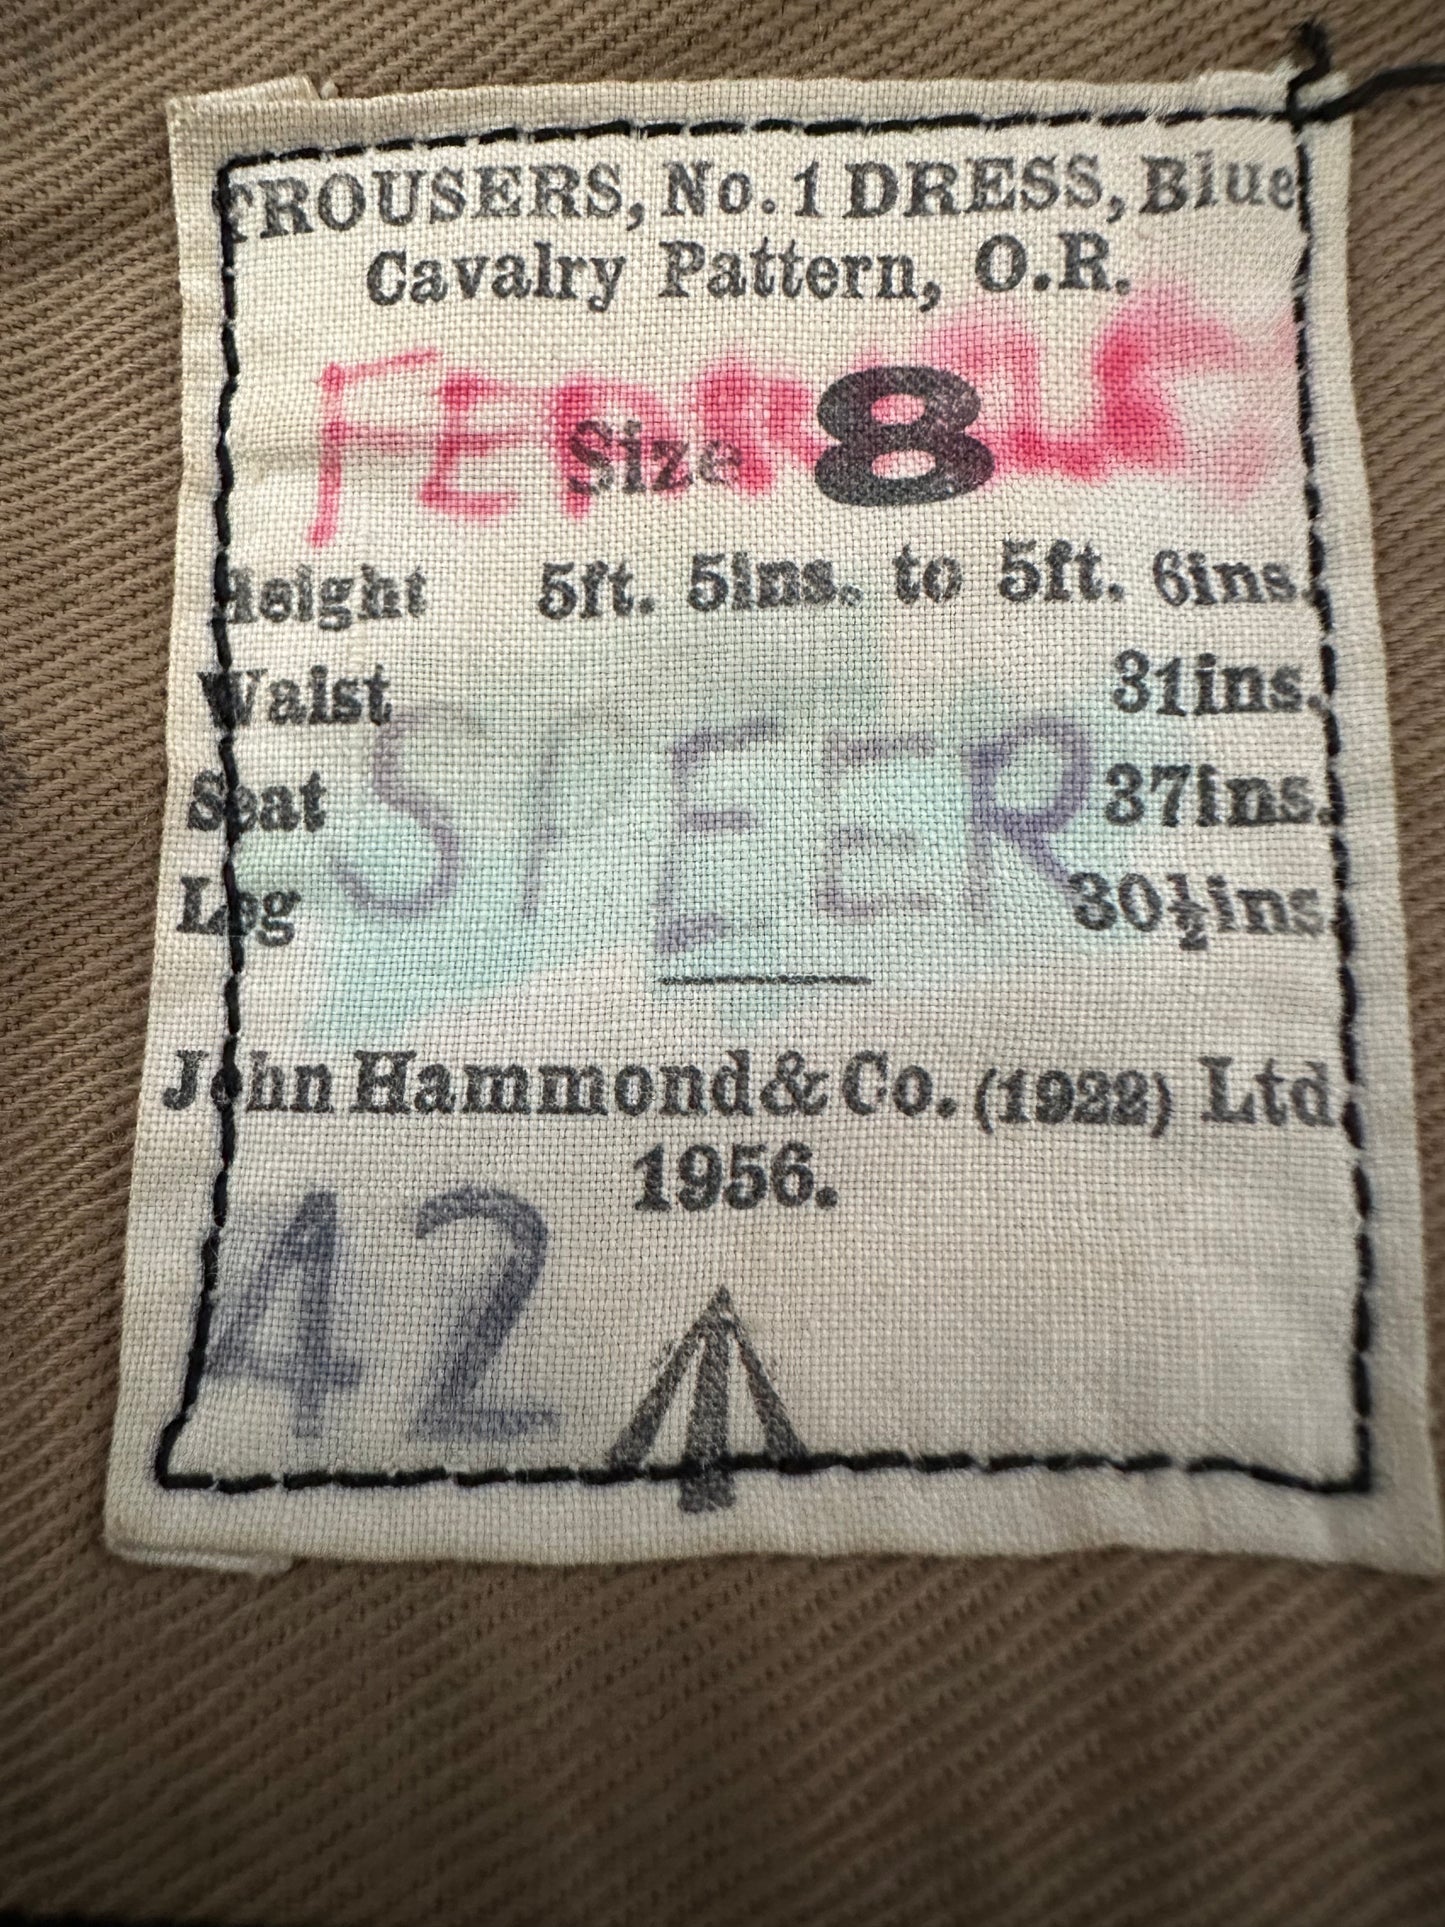 TROUSERS, No. 1 DRESS, Blue
Cavalry Pattern, O.R.
Size 8
Height 5ft. 5ins. to 5ft. 6ins.
Waist 31ins.
SPEER
Seat 37ins.
Leg 30½ins.
John Hammond & Co. (1922) Ltd.
1956.
42